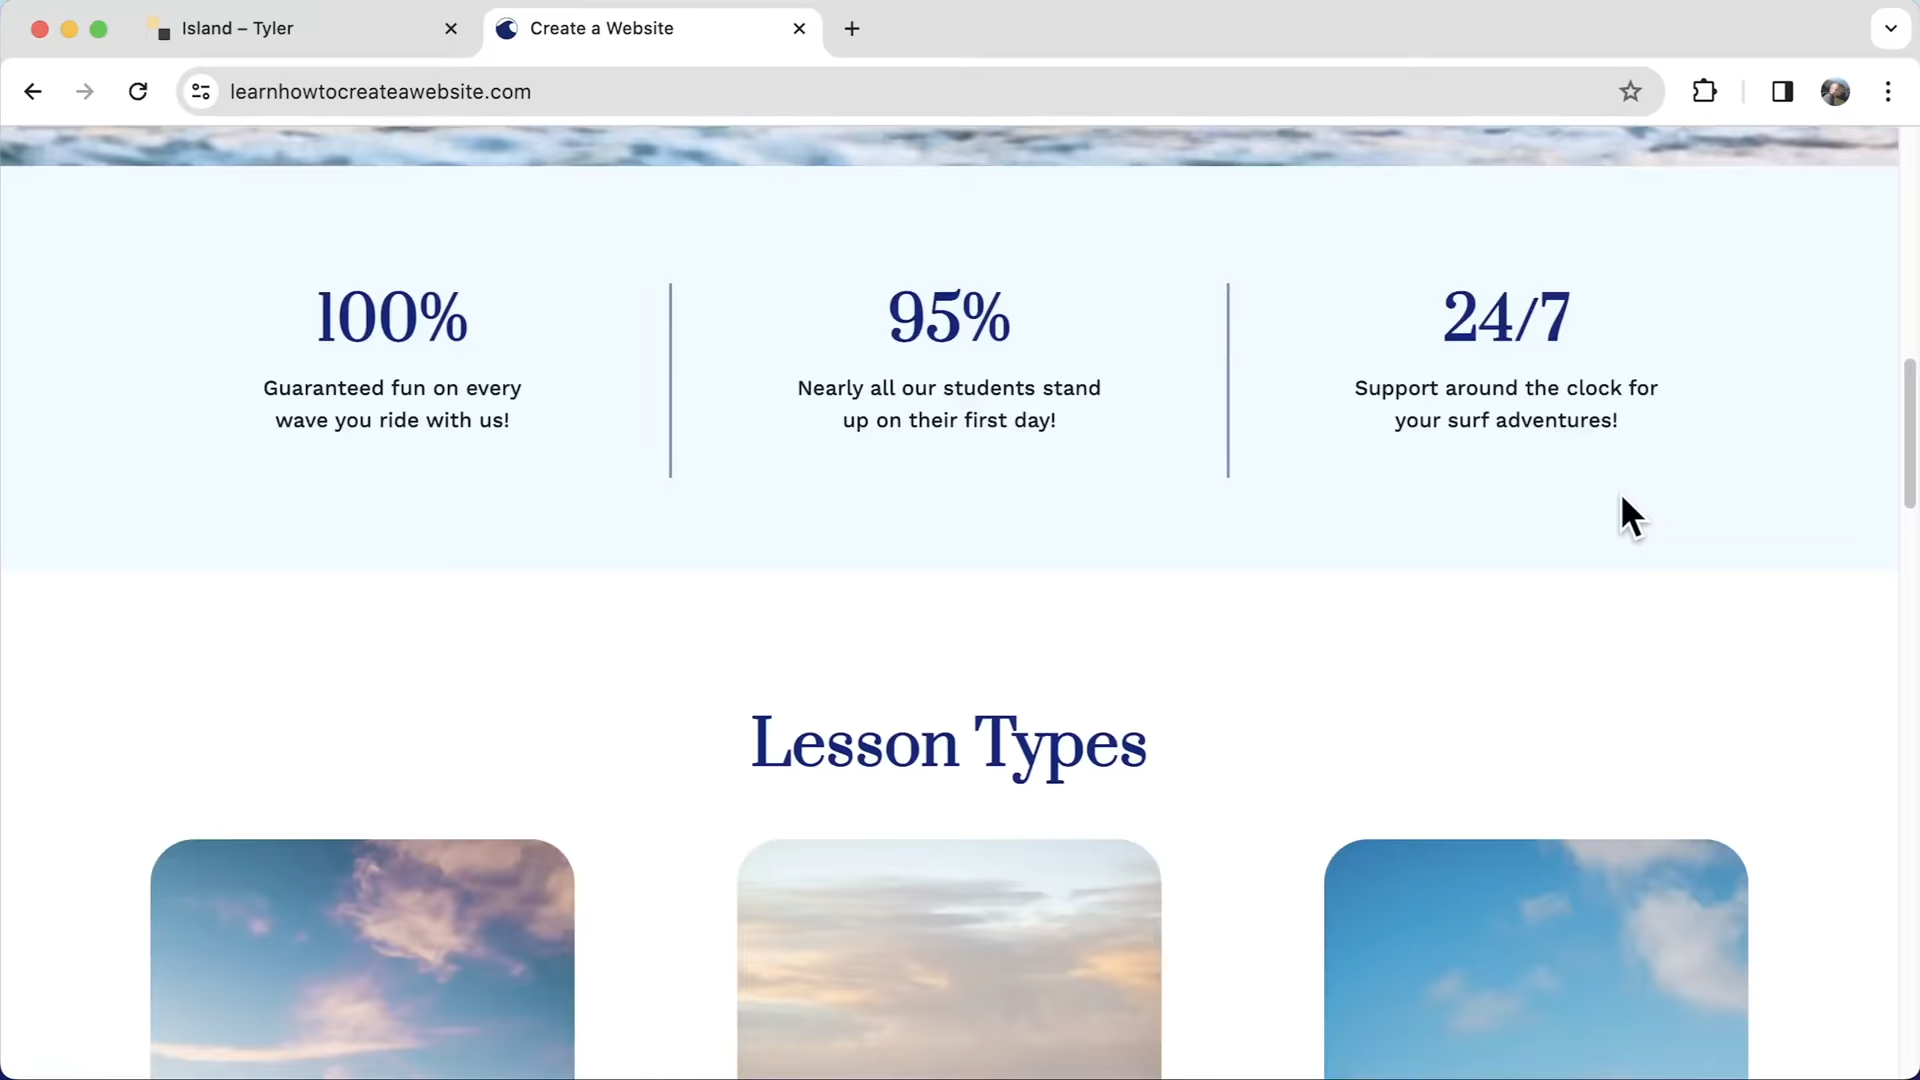 Island – Tyler
Create a Website
learnhowtocreateawebsite.com
100%
Guaranteed fun on every
wave you ride with us!
95%
Nearly all our students stand
up on their first day!
24/7
Support around the clock for
your surf adventures!
Lesson Types